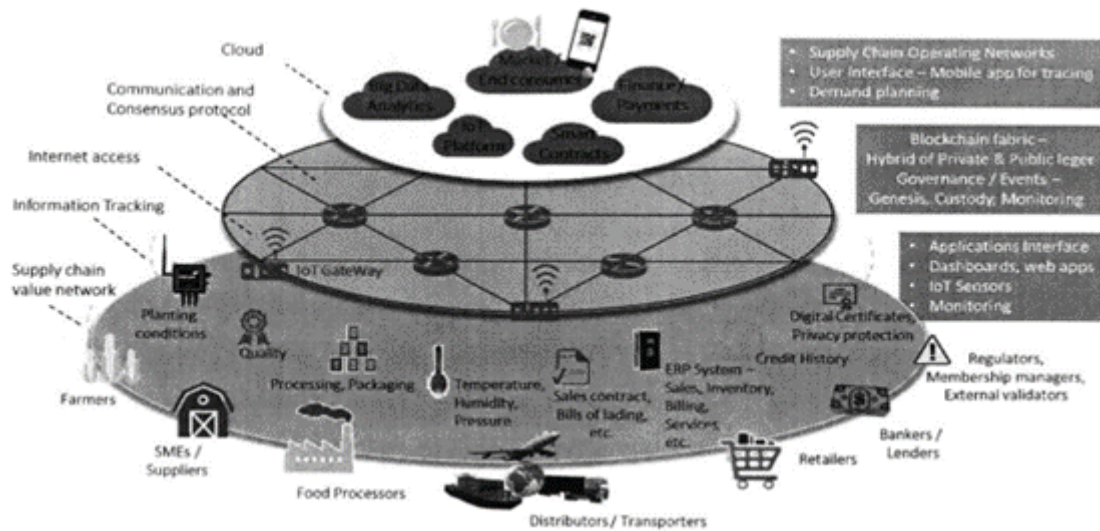 Cloud
Communication and
Consensus protocol
Internet access
Information Tracking
Supply chain
value network
Market /
End consumer
Big Data
Analytics
Finance/
Payments
IoT
Platform
Smart
Contracts
• Supply Chain Operating Networks
• User Interface – Mobile app for tracing
• Demand planning
Blockchain fabric –
Hybrid of Private & Public leger
Governance / Events –
Genesis, Custody, Monitoring
• Applications Interface
• Dashboards, web apps
• IoT Sensors
• Monitoring
IoT GateWay
Planting
conditions
Quality
Processing, Packaging
Temperature,
Humidity,
Pressure
Sales contract,
Bills of lading,
etc.
ERP System –
Sales, Inventory,
Billing,
Services,
etc.
Digital Certificates,
Privacy protection
Credit History
Farmers
SMEs /
Suppliers
Food Processors
Distributors / Transporters
Retailers
Bankers /
Lenders
Regulators,
Membership managers,
External validators